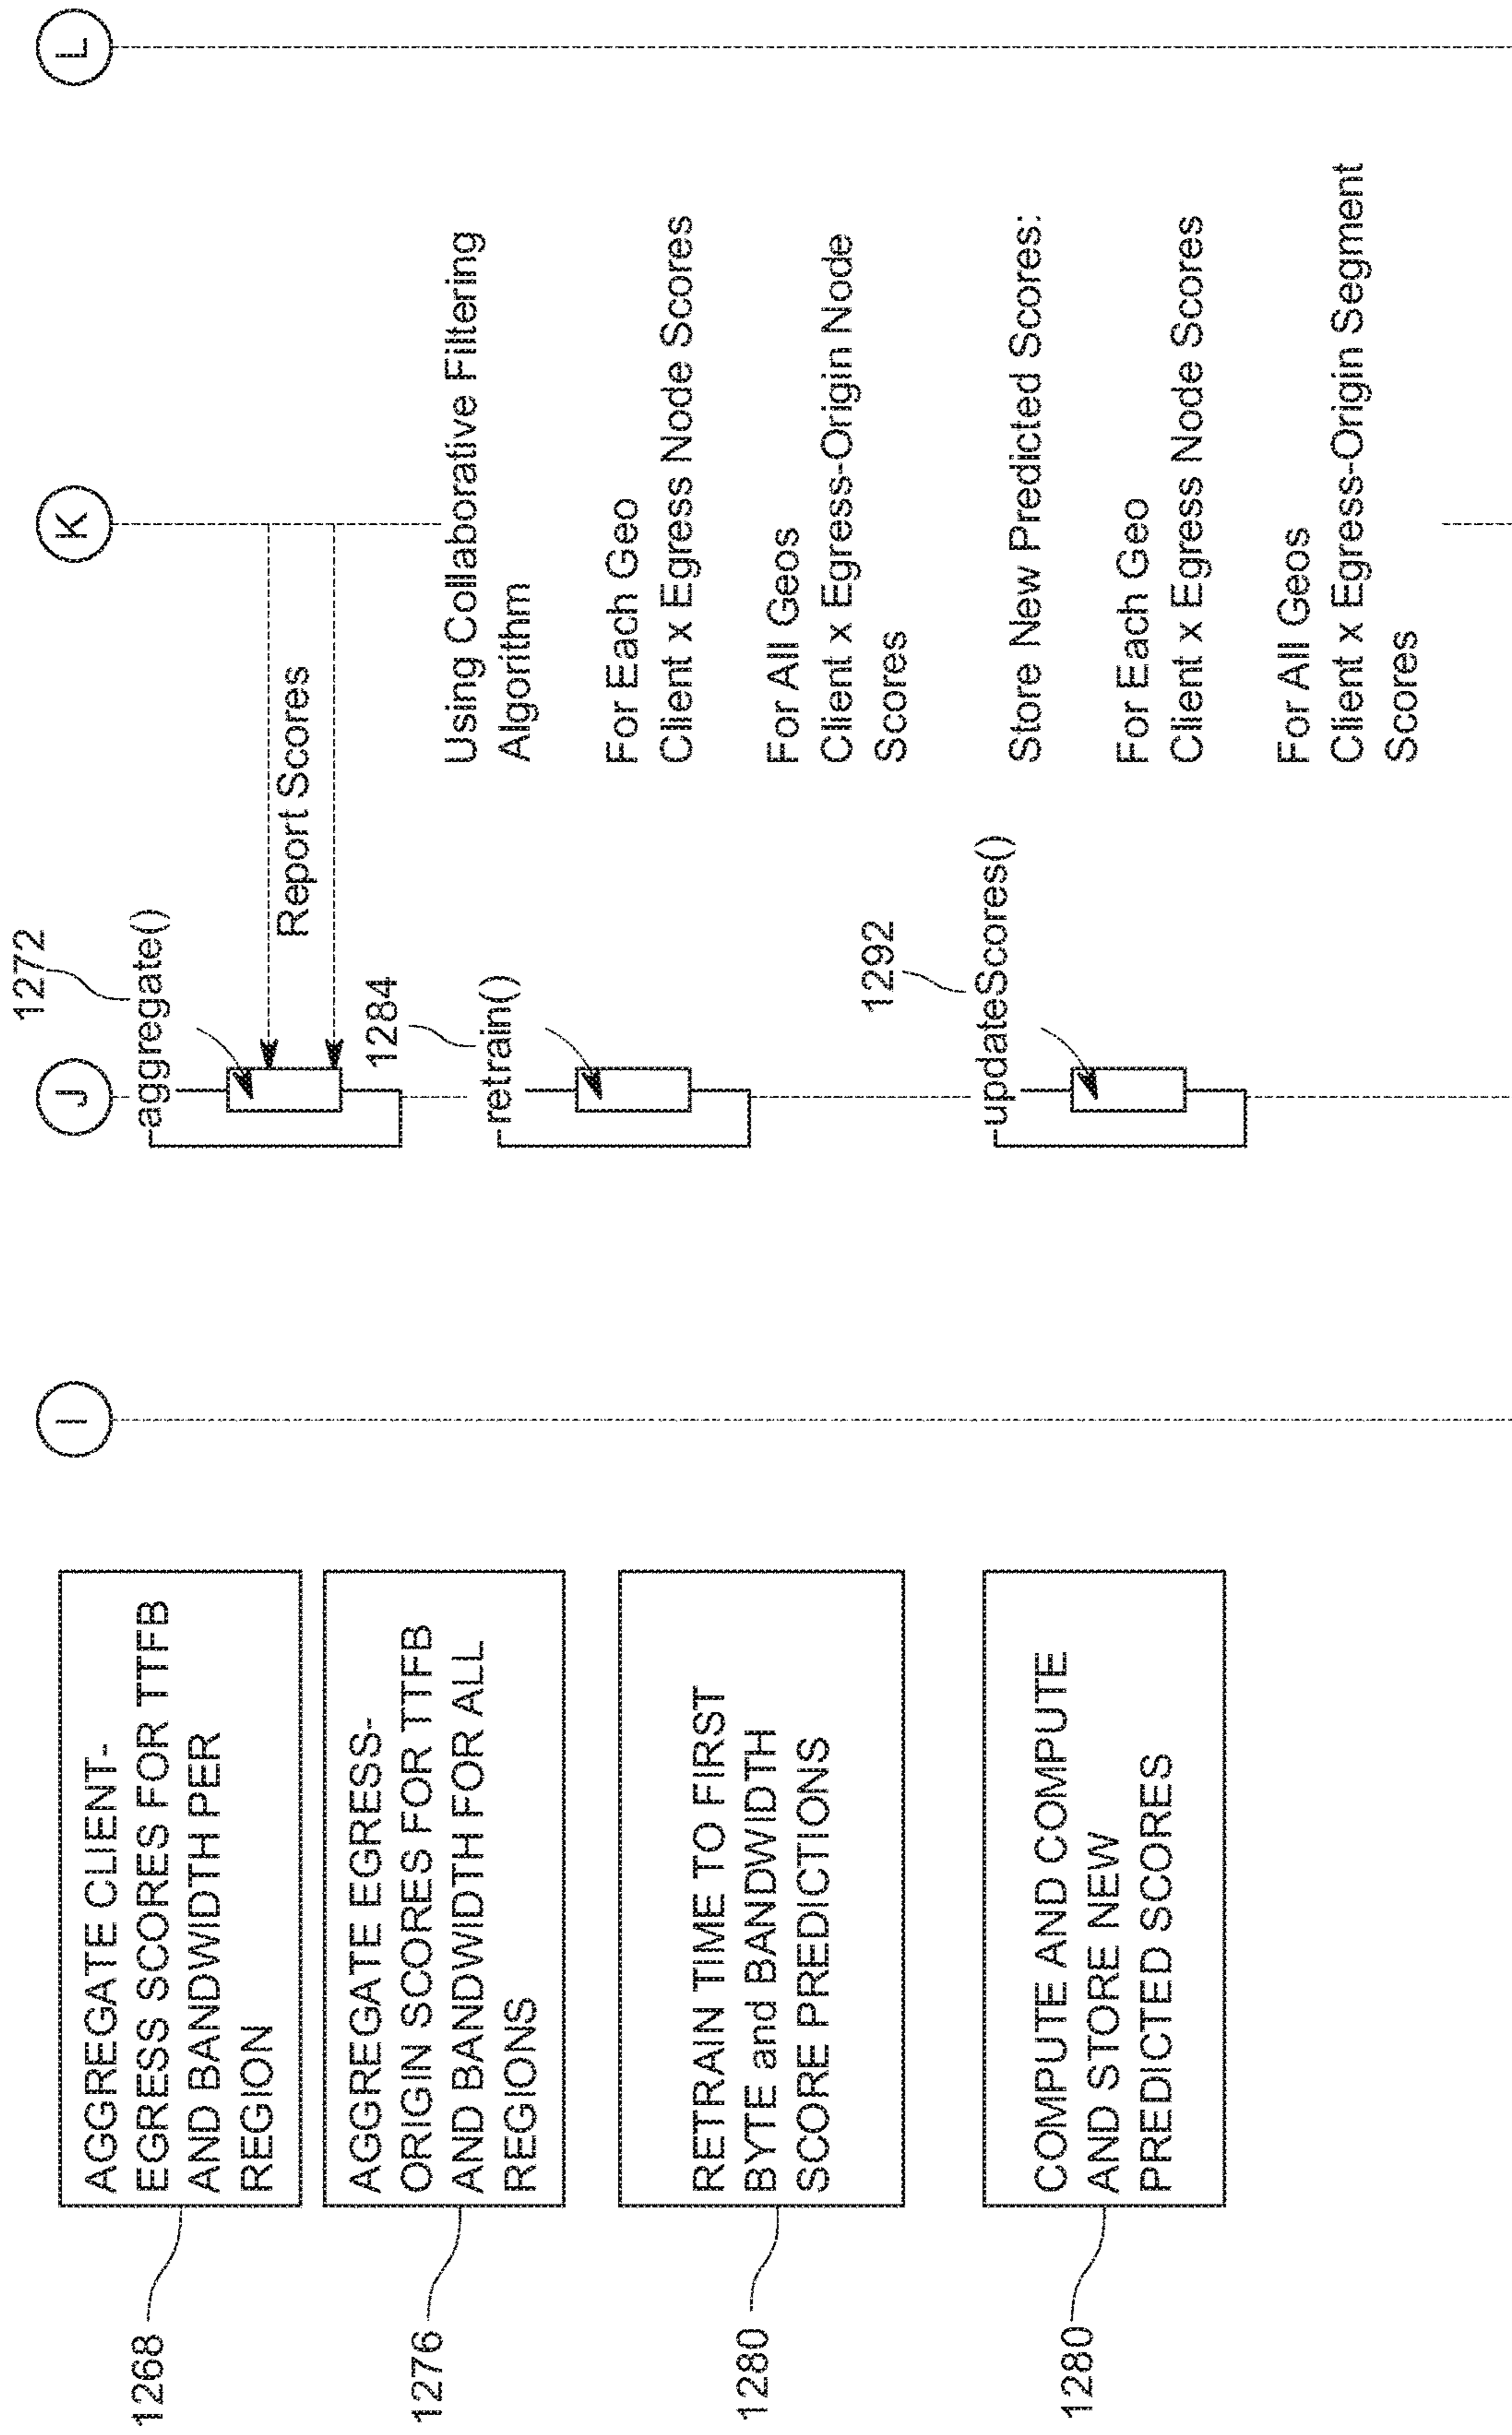 I
J
K
L
1268
AGGREGATE CLIENT-
EGRESS SCORES FOR TTFB
AND BANDWIDTH PER
REGION
1276
AGGREGATE EGRESS-
ORIGIN SCORES FOR TTFB
AND BANDWIDTH FOR ALL
REGIONS
1280
RETRAIN TIME TO FIRST
BYTE and BANDWIDTH
SCORE PREDICTIONS
1280
COMPUTE AND COMPUTE
AND STORE NEW
PREDICTED SCORES
1272
aggregate()
Report Scores
1284
retrain()
1292
updateScores()
Using Collaborative Filtering
Algorithm
For Each Geo
Client x Egress Node Scores
For All Geos
Client x Egress-Origin Node
Scores
Store New Predicted Scores:
For Each Geo
Client x Egress Node Scores
For All Geos
Client x Egress-Origin Segment
Scores